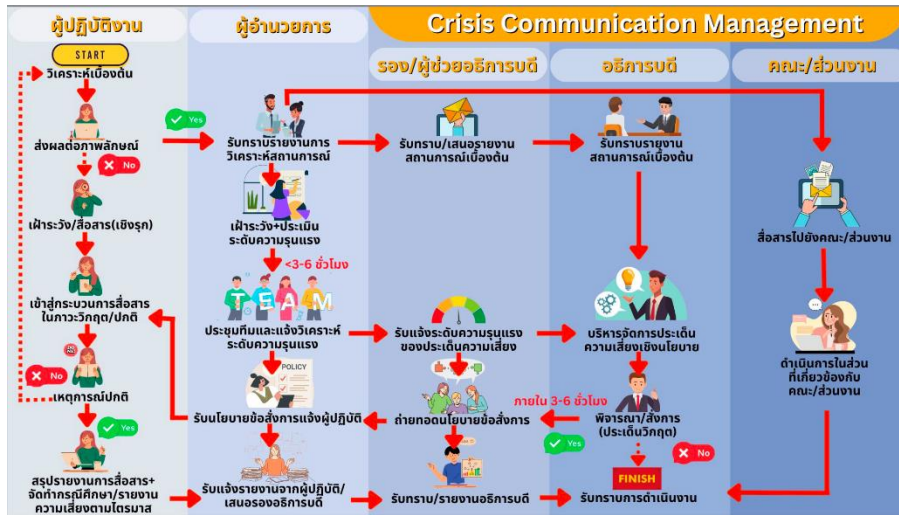 Crisis Communication Management
ผู้ปฏิบัติงาน
ผู้อำนวยการ
รอง/ผู้ช่วยอธิการบดี
อธิการบดี
คณะ/ส่วนงาน
START
วิเคราะห์เบื้องต้น
ส่งผลต่อภาพลักษณ์
Yes
No
เฝ้าระวัง/สื่อสาร(เชิงรุก)
เข้าสู่กระบวนการสื่อสาร
ในภาวะวิกฤต/ปกติ
No
เหตุการณ์ปกติ
Yes
สรุปรายงานการสื่อสาร+
จัดทำกรณีศึกษา/รายงาน
ความเสี่ยงตามไตรมาส
รับทราบรายงานการ
วิเคราะห์สถานการณ์
เฝ้าระวัง+ประเมิน
ระดับความรุนแรง
<3-6 ชั่วโมง
TEAM
ประชุมทีมและแจ้งวิเคราะห์
ระดับความรุนแรง
POLICY
รับนโยบายข้อสั่งการแจ้งผู้ปฏิบัติ
รับแจ้งรายงานจากผู้ปฏิบัติ/
เสนอรองอธิการบดี
รับทราบ/เสนอรายงาน
สถานการณ์เบื้องต้น
รับแจ้งระดับความรุนแรง
ของประเด็นความเสี่ยง
ถ่ายทอดนโยบายข้อสั่งการ
รับทราบ/รายงานอธิการบดี
รับทราบรายงาน
สถานการณ์เบื้องต้น
บริหารจัดการประเด็น
ความเสี่ยงเชิงนโยบาย
ภายใน 3-6 ชั่วโมง
พิจารณา/สั่งการ
(ประเด็นวิกฤต)
Yes
No
FINISH
รับทราบการดำเนินงาน
สื่อสารไปยังคณะ/ส่วนงาน
ดำเนินการในส่วน
ที่เกี่ยวข้องกับ
คณะ/ส่วนงาน